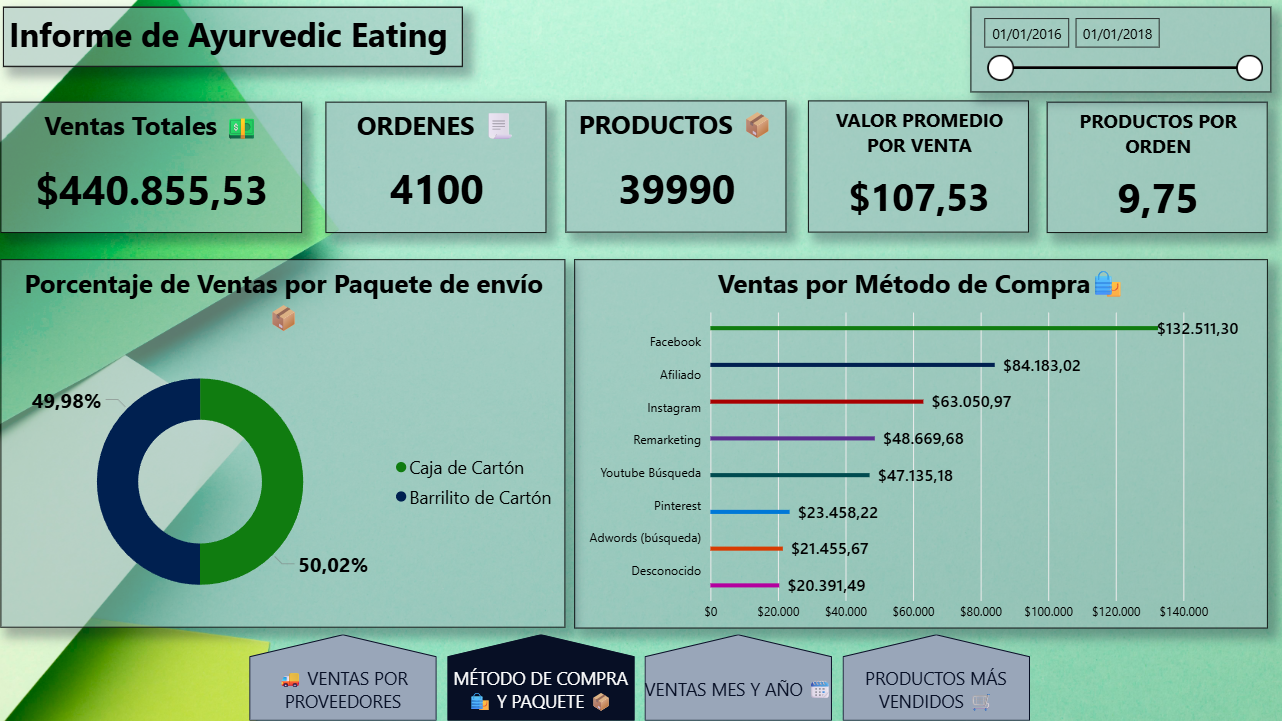 Informe de Ayurvedic Eating
01/01/2016 01/01/2018
Ventas Totales
$440.855,53
ORDENES
4100
PRODUCTOS
39990
VALOR PROMEDIO
POR VENTA
$107,53
PRODUCTOS POR
ORDEN
9,75
Porcentaje de Ventas por Paquete de envío
49,98%
50,02%
Caja de Cartón
Barrilito de Cartón
Ventas por Método de Compra
Facebook $132.511,30
Afiliado $84.183,02
Instagram $63.050,97
Remarketing $48.669,68
Youtube Búsqueda $47.135,18
Pinterest $23.458,22
Adwords (búsqueda) $21.455,67
Desconocido $20.391,49
$0 $20.000 $40.000 $60.000 $80.000 $100.000 $120.000 $140.000
VENTAS POR
PROVEEDORES
MÉTODO DE COMPRA
Y PAQUETE
VENTAS MES Y AÑO
PRODUCTOS MÁS
VENDIDOS